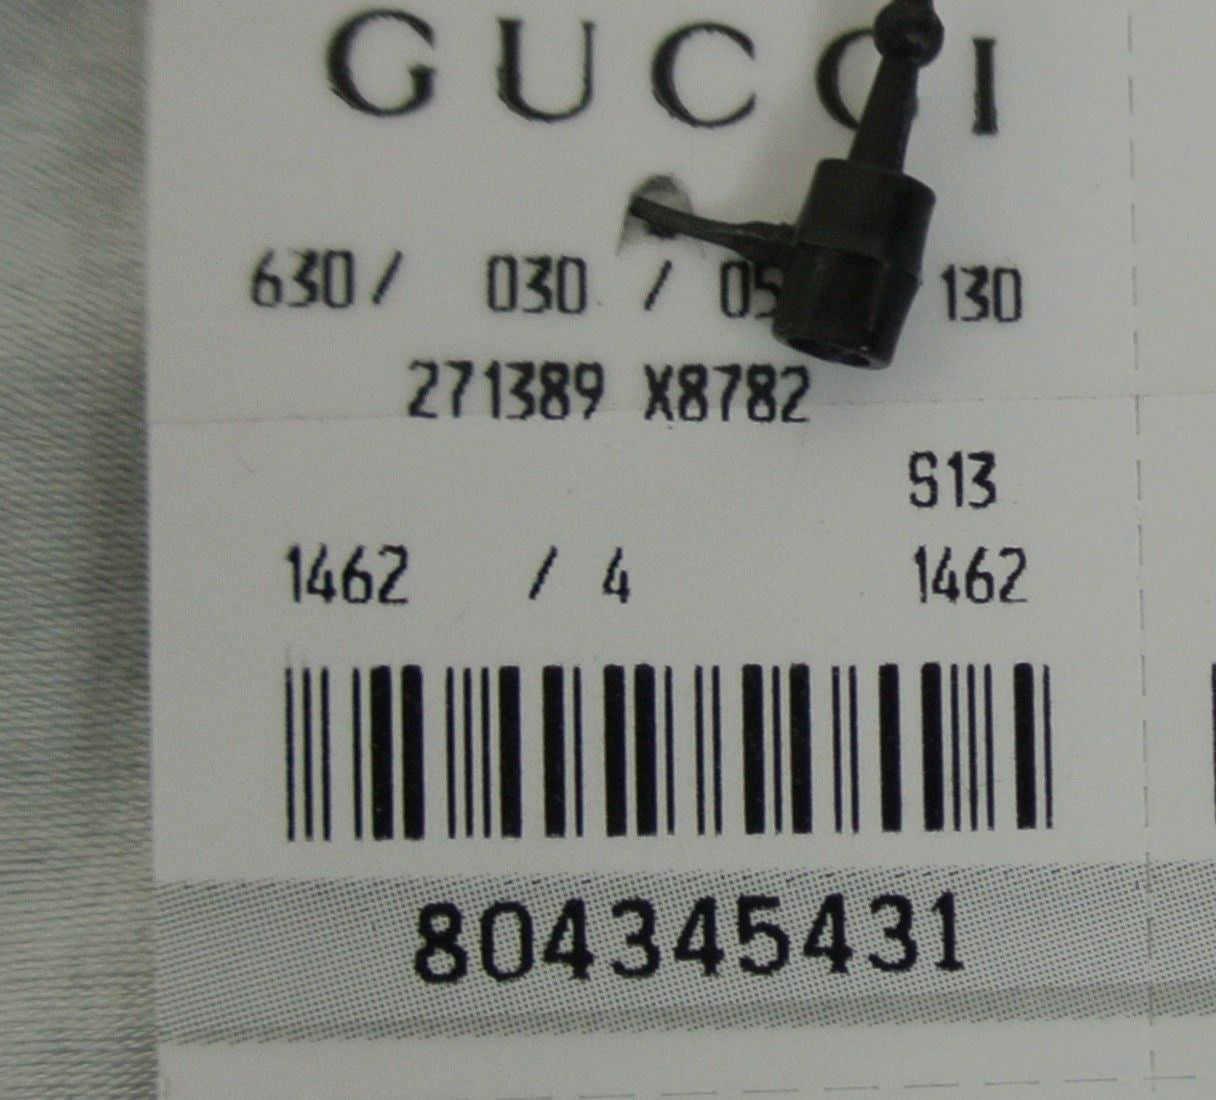 GUCCI
630/ 030 / 05 130
271389 X8782
S13
1462 / 4 1462
804345431